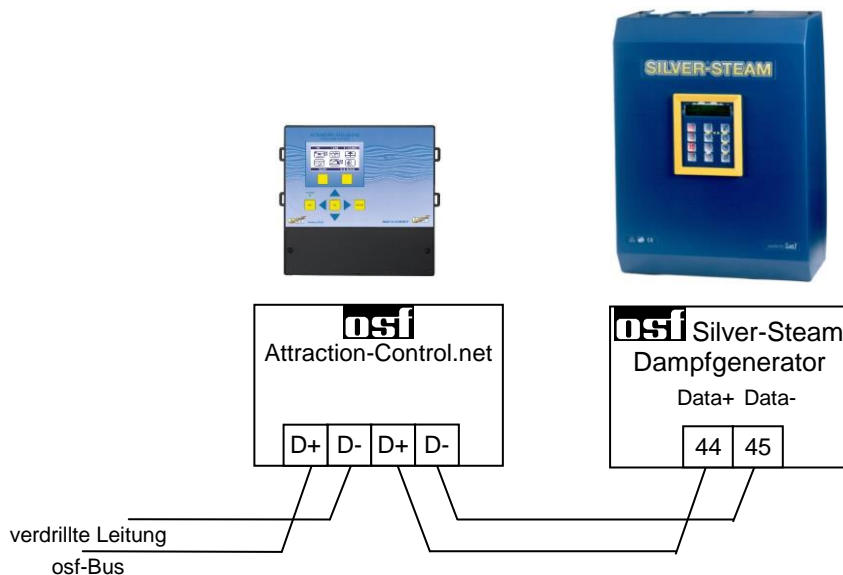 SILVER-STEAM
osf
Attraction-Control.net
D+ D- D+ D-
osf Silver-Steam
Dampfgenerator
Data+ Data-
44 45
verdrillte Leitung
osf-Bus